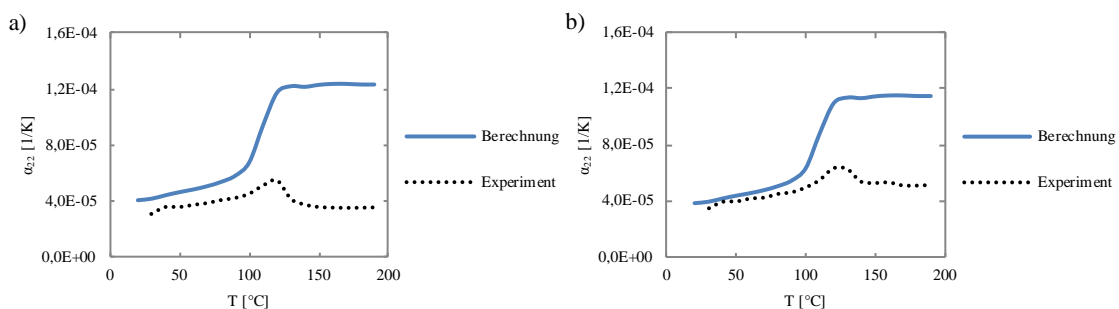 a)
α22 [1/K]
1,6E-04
1,2E-04
8,0E-05
4,0E-05
0,0E+00
0 50 100 150 200
T [°C]
Berechnung
Experiment
b)
α22 [1/K]
1,6E-04
1,2E-04
8,0E-05
4,0E-05
0,0E+00
0 50 100 150 200
T [°C]
Berechnung
Experiment